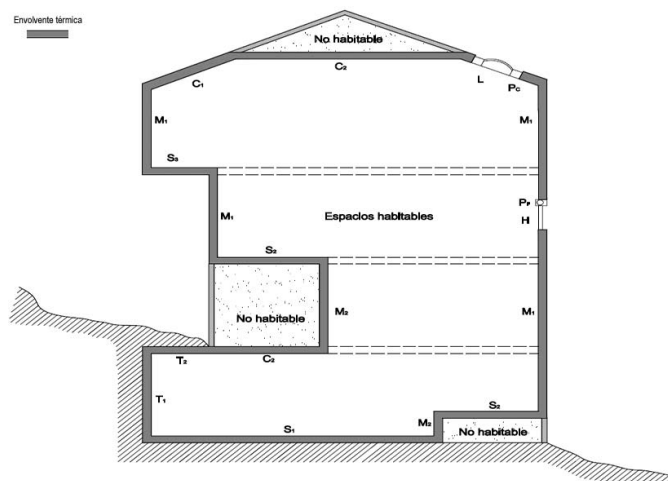 Envolvente térmica
No habitable
C2
L
PC
C1
M1
M1
S3
PF
M1
Espacios habitables
H
S2
No habitable
M2
M1
T2
C2
T1
S2
M2
S1
No habitable